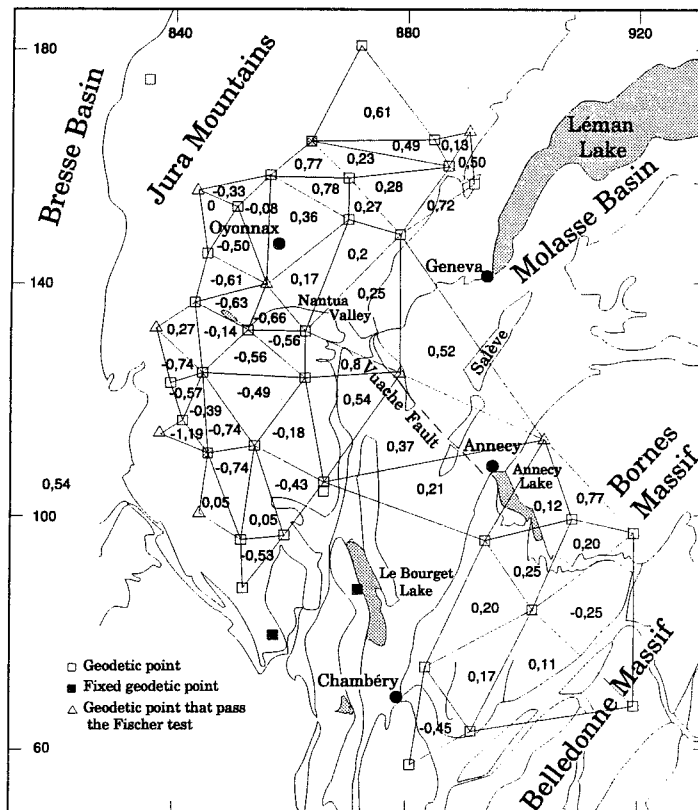 840
880
920
180
140
100
60
Bresse Basin
Jura Mountains
Léman
Lake
Molasse Basin
Geneva
Oyonnax
Nantua
Valley
Vuache Fault
Salève
Annecy
Annecy
Lake
Bornes
Massif
Le Bourget
Lake
Chambéry
Belledonne Massif
0,61
0,49
0,13
0,77
0,23
0,50
-0,33
0,78
0,28
0
-0,08
0,36
0,27
0,72
-0,50
0,2
-0,61
0,17
0,25
-0,63
-0,66
0,27
-0,14
-0,56
0,52
-0,74
-0,56
0,8
-0,57
-0,49
0,54
-0,39
-1,19
-0,74
-0,18
0,37
-0,74
-0,43
0,21
0,54
0,05
0,05
0,12
0,77
-0,53
0,20
0,25
0,20
-0,25
0,17
0,11
-0,45
Geodetic point
Fixed geodetic point
Geodetic point that pass
the Fischer test